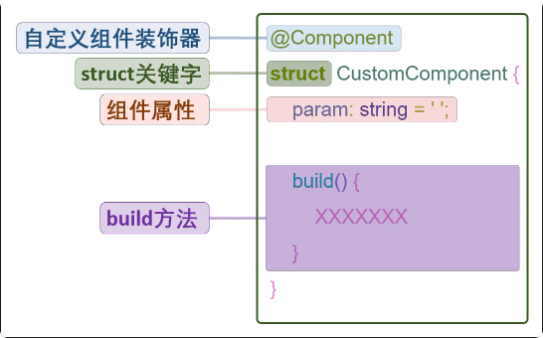 自定义组件装饰器 @Component
struct关键字 struct CustomComponent {
组件属性 param: string = ' ';
build() {
build方法 XXXXXXX
}
}